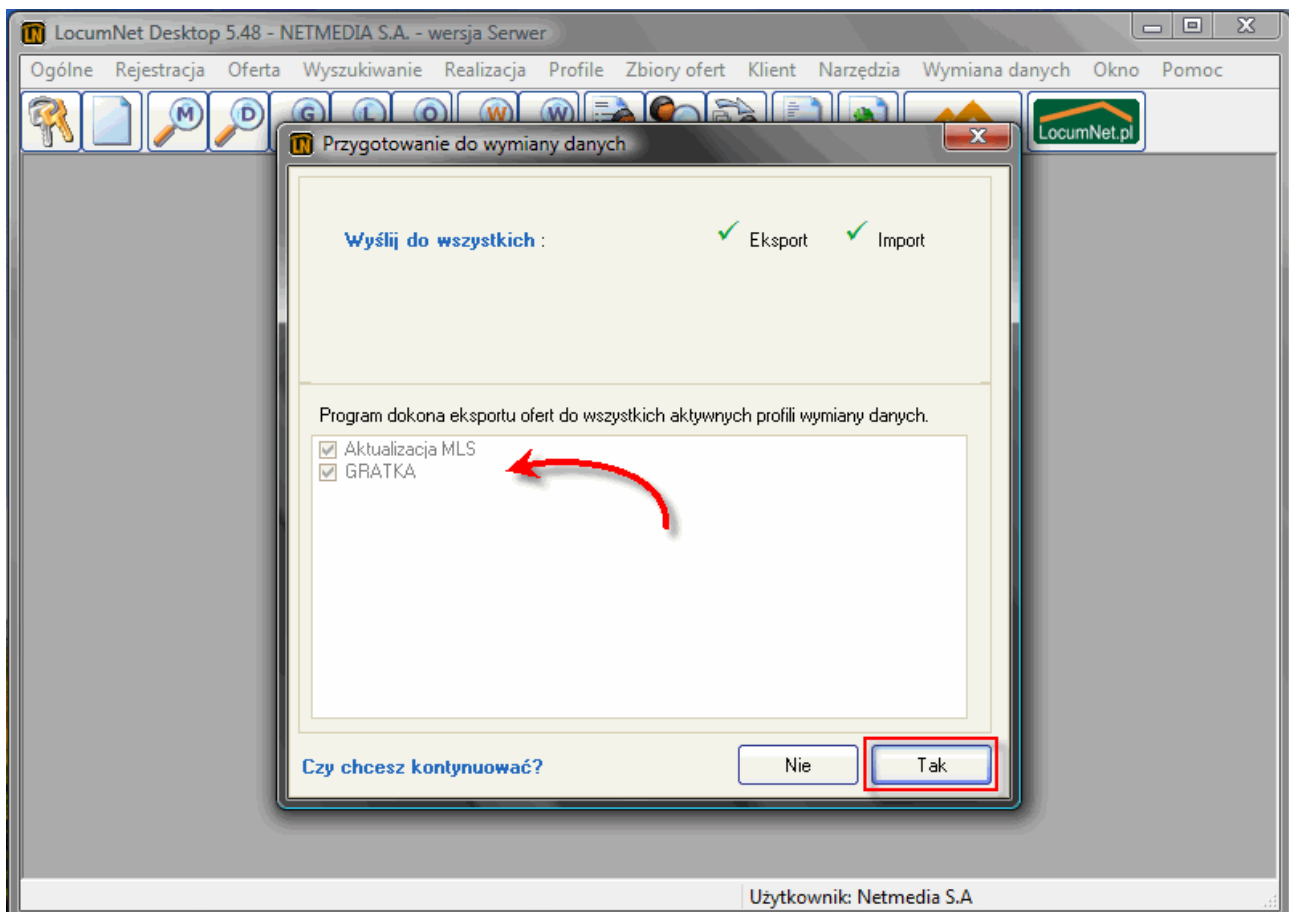 LocumNet Desktop 5.48 - NETMEDIA S.A. - wersja Serwer
Ogólne Rejestracja Oferta Wyszukiwanie Realizacja Profile Zbiory ofert Klient Narzędzia Wymiana danych Okno Pomoc
M D G L O W W LocumNet.pl
Przygotowanie do wymiany danych
Wyślij do wszystkich : Eksport Import
Program dokona eksportu ofert do wszystkich aktywnych profili wymiany danych.
Aktualizacja MLS
GRATKA
Czy chcesz kontynuować? Nie Tak
Użytkownik: Netmedia S.A